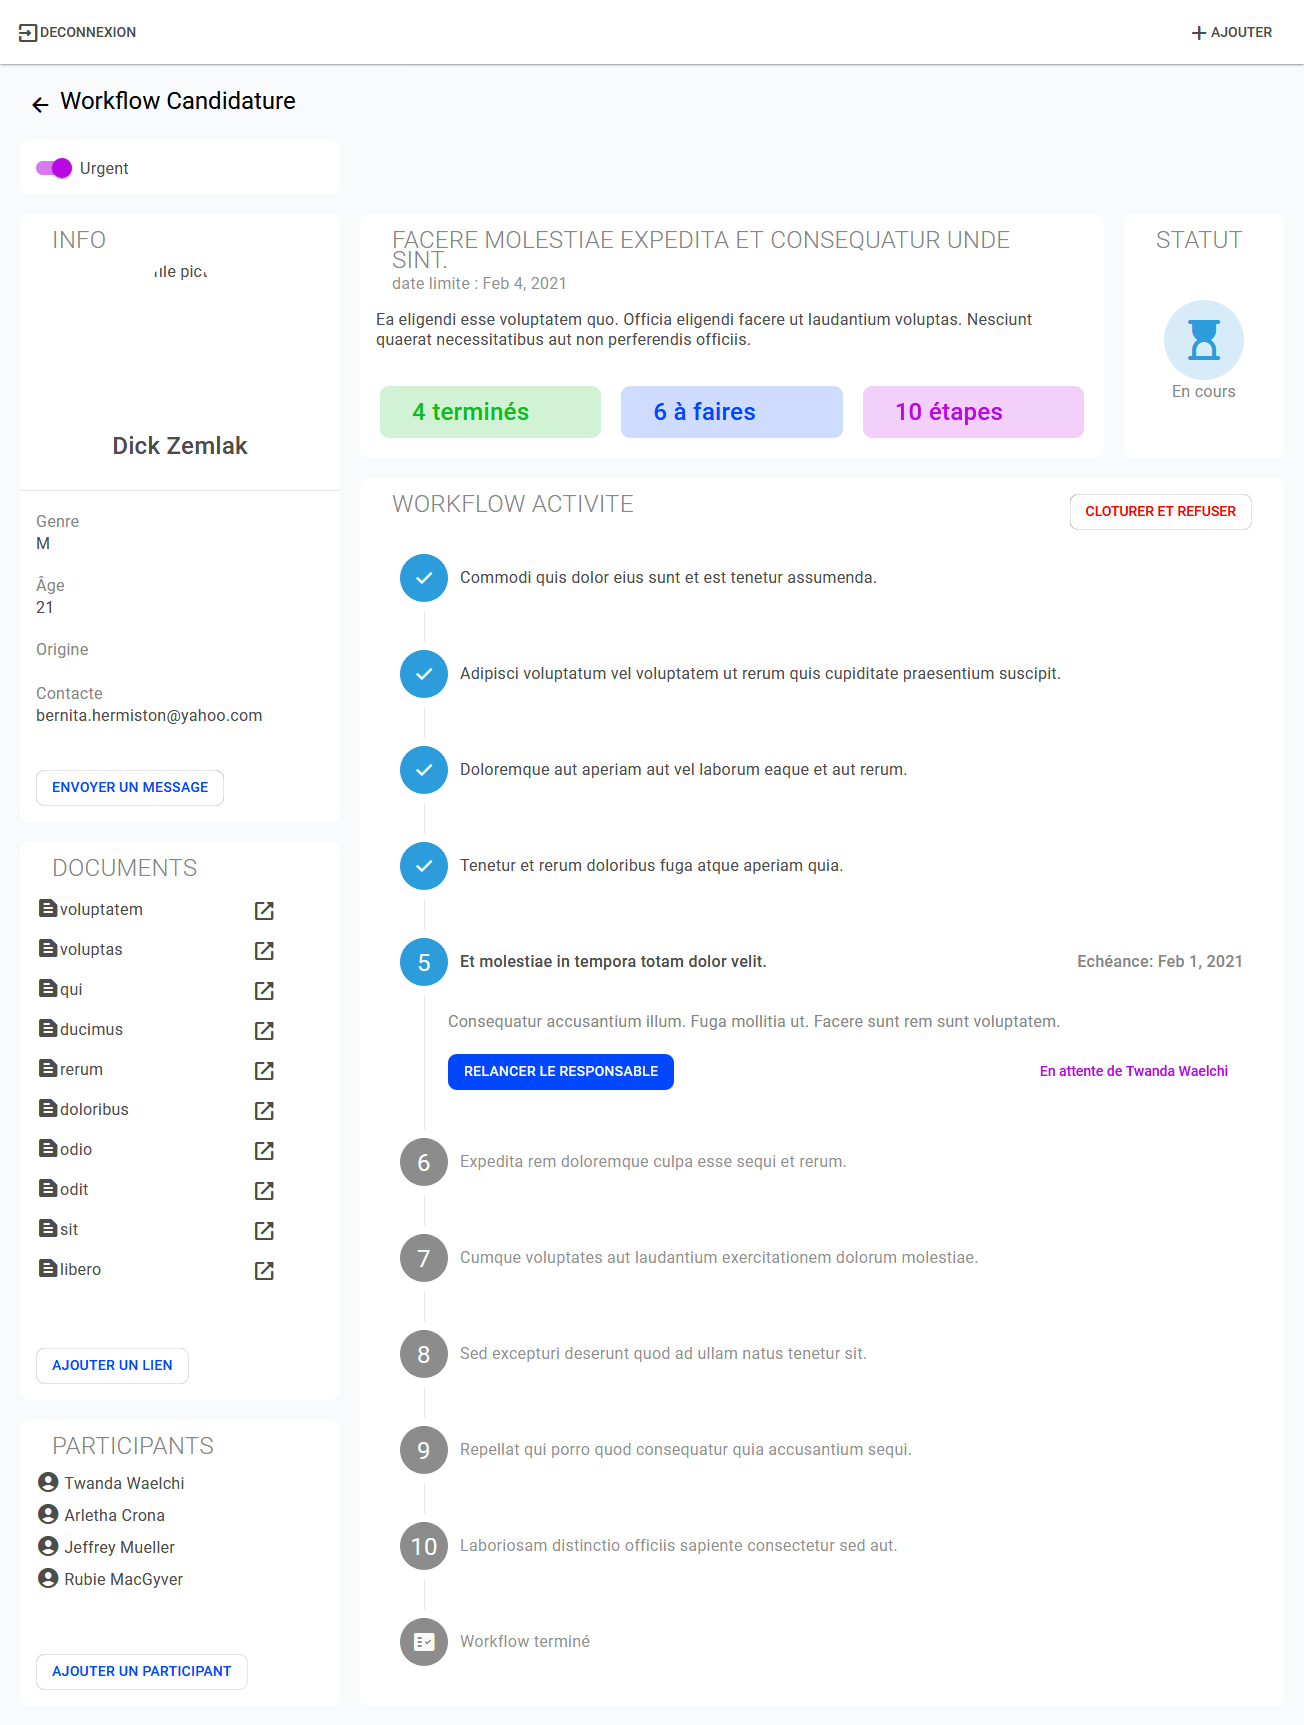 DECONNEXION
AJOUTER
Workflow Candidature
Urgent
INFO
Dick Zemlak
Genre
M
Âge
21
Origine
Contacte
bernita.hermiston@yahoo.com
ENVOYER UN MESSAGE
DOCUMENTS
voluptatem
voluptas
qui
ducimus
rerum
doloribus
odio
odit
sit
libero
AJOUTER UN LIEN
PARTICIPANTS
Twanda Waelchi
Arletha Crona
Jeffrey Mueller
Rubie MacGyver
AJOUTER UN PARTICIPANT
FACERE MOLESTIAE EXPEDITA ET CONSEQUATUR UNDE
SINT.
date limite : Feb 4, 2021
Ea eligendi esse voluptatem quo. Officia eligendi facere ut laudantium voluptas. Nesciunt
quaerat necessitatibus aut non perferendis officiis.
4 terminés
6 à faires
10 étapes
STATUT
En cours
WORKFLOW ACTIVITE
CLOTURER ET REFUSER
Commodi quis dolor eius sunt et est tenetur assumenda.
Adipisci voluptatum vel voluptatem ut rerum quis cupiditate praesentium suscipit.
Doloremque aut aperiam aut vel laborum eaque et aut rerum.
Tenetur et rerum doloribus fuga atque aperiam quia.
5 Et molestiae in tempora totam dolor velit. Echéance: Feb 1, 2021
Consequatur accusantium illum. Fuga mollitia ut. Facere sunt rem sunt voluptatem.
RELANCER LE RESPONSABLE
En attente de Twanda Waelchi
6 Expedita rem doloremque culpa esse sequi et rerum.
7 Cumque voluptates aut laudantium exercitationem dolorum molestiae.
8 Sed excepturi deserunt quod ad ullam natus tenetur sit.
9 Repellat qui porro quod consequatur quia accusantium sequi.
10 Laboriosam distinctio officiis sapiente consectetur sed aut.
Workflow terminé